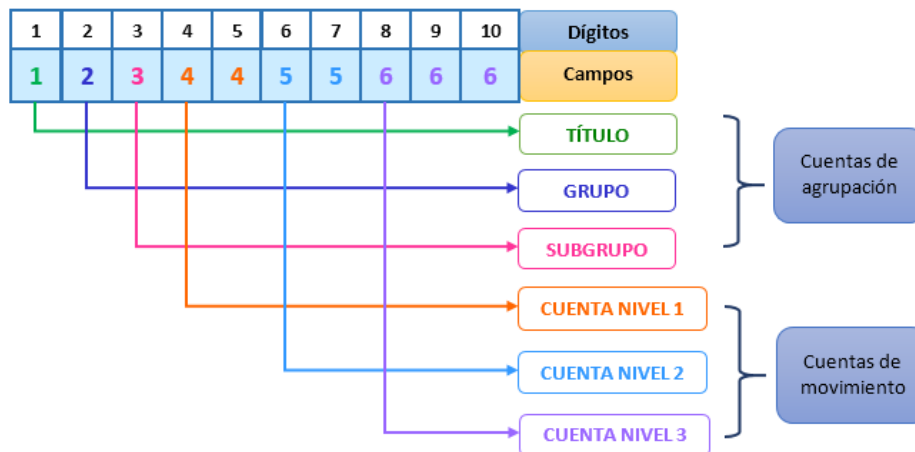 1 2 3 4 5 6 7 8 9 10 Dígitos
1 2 3 4 4 5 5 6 6 6 Campos
TÍTULO
GRUPO
SUBGRUPO
Cuentas de
agrupación
CUENTA NIVEL 1
CUENTA NIVEL 2
CUENTA NIVEL 3
Cuentas de
movimiento